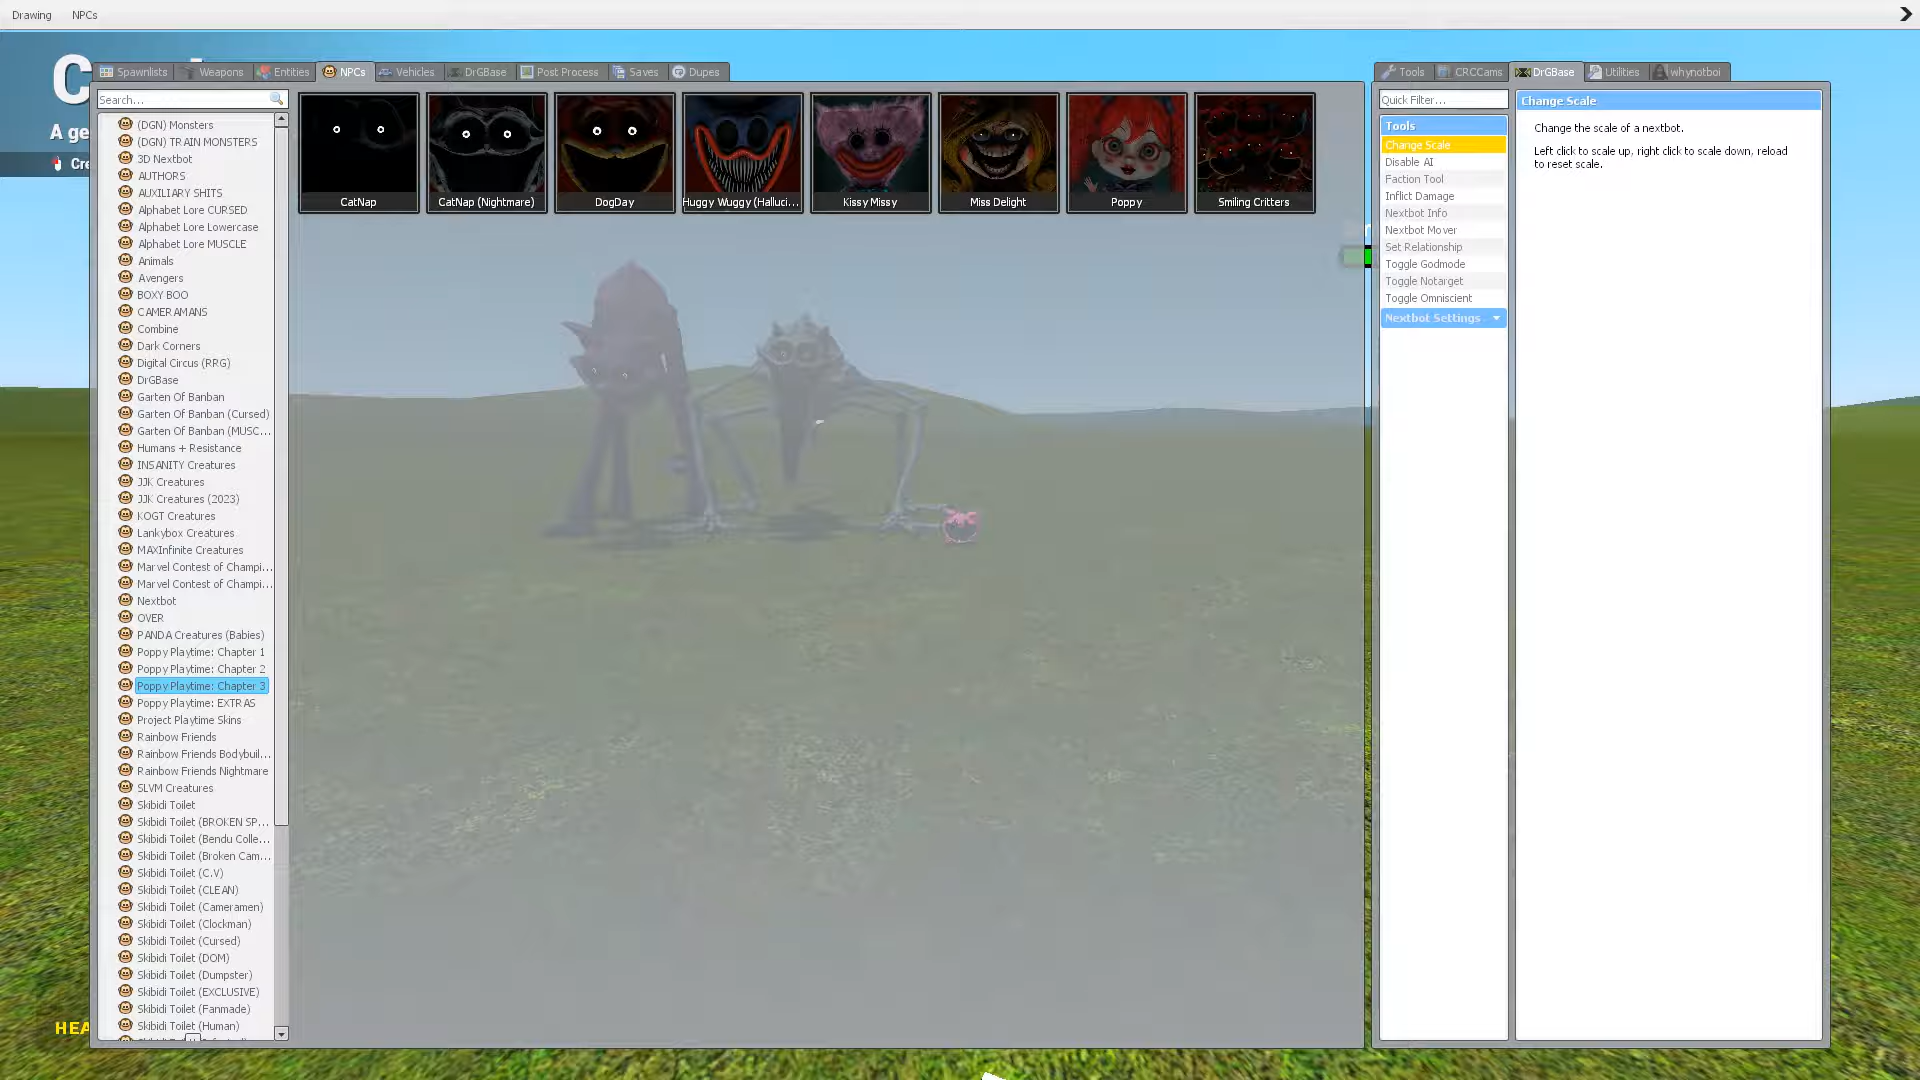 Drawing NPCs
C
A ge
Cre
Spawnlists Weapons Entities NPCs Vehicles DrGBase Post Process Saves Dupes
Search...
(DGN) Monsters
(DGN) TRAIN MONSTERS
3D Nextbot
AUTHORS
AUXILIARY SHITS
Alphabet Lore CURSED
Alphabet Lore Lowercase
Alphabet Lore MUSCLE
Animals
Avengers
BOXY BOO
CAMERAMANS
Combine
Dark Corners
Digital Circus (RRG)
DrGBase
Garten Of Banban
Garten Of Banban (Cursed)
Garten Of Banban (MUSC...
Humans + Resistance
INSANITY Creatures
JJK Creatures
JJK Creatures (2023)
KOGT Creatures
Lankybox Creatures
MAXInfinite Creatures
Marvel Contest of Champi...
Marvel Contest of Champi...
Nextbot
OVER
PANDA Creatures (Babies)
Poppy Playtime: Chapter 1
Poppy Playtime: Chapter 2
Poppy Playtime: Chapter 3
Poppy Playtime: EXTRAS
Project Playtime Skins
Rainbow Friends
Rainbow Friends Bodybuil...
Rainbow Friends Nightmare
SLVM Creatures
Skibidi Toilet
Skibidi Toilet (BROKEN SP...
Skibidi Toilet (Bendu Colle...
Skibidi Toilet (Broken Cam...
Skibidi Toilet (C.V)
Skibidi Toilet (CLEAN)
Skibidi Toilet (Cameramen)
Skibidi Toilet (Clockman)
Skibidi Toilet (Cursed)
Skibidi Toilet (DOM)
Skibidi Toilet (Dumpster)
Skibidi Toilet (EXCLUSIVE)
Skibidi Toilet (Fanmade)
Skibidi Toilet (Human)
HEA
CatNap
CatNap (Nightmare)
DogDay
Huggy Wuggy (Halluci...
Kissy Missy
Miss Delight
Poppy
Smiling Critters
Tools CRCCams DrGBase Utilities whynotboi
Quick Filter...
Tools
Change Scale
Disable AI
Faction Tool
Inflict Damage
Nextbot Info
Nextbot Mover
Set Relationship
Toggle Godmode
Toggle Notarget
Toggle Omniscient
Nextbot Settings
Change Scale
Change the scale of a nextbot.
Left click to scale up, right click to scale down, reload
to reset scale.